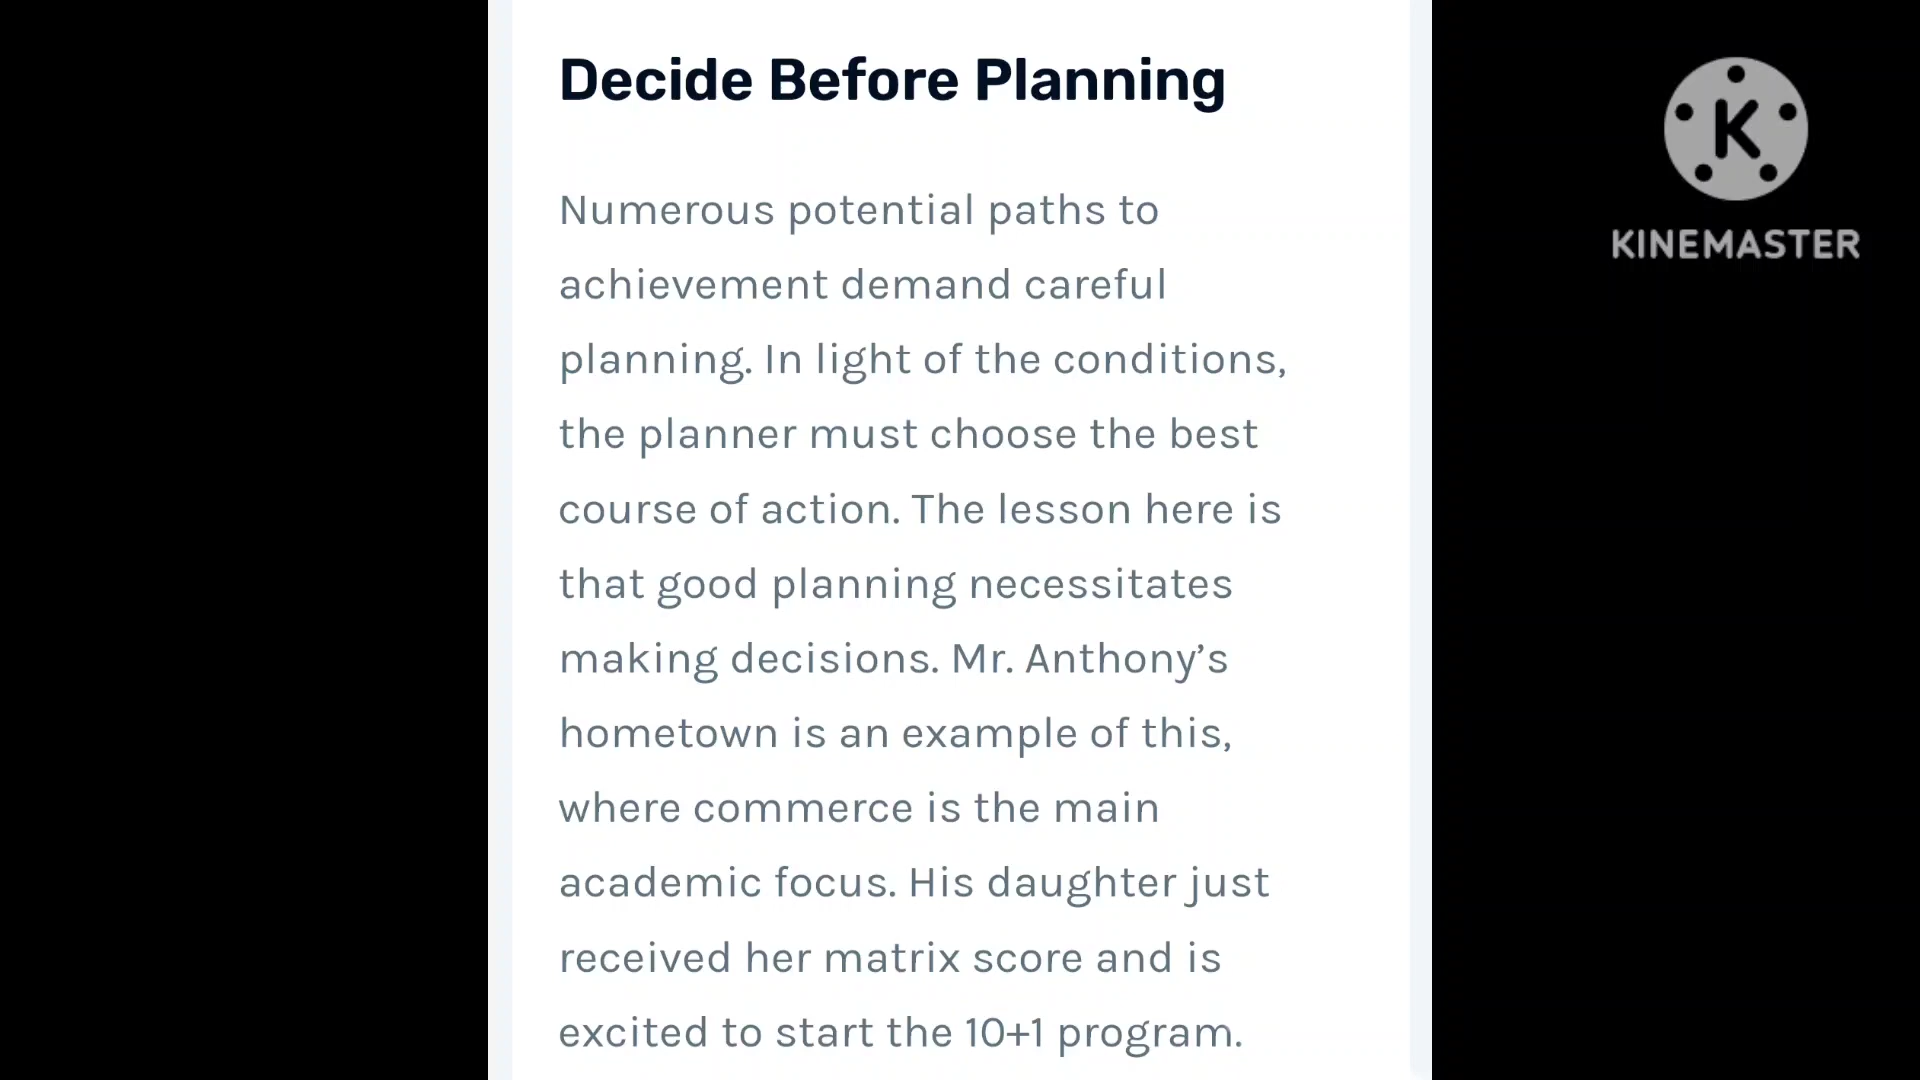 Decide Before Planning
Numerous potential paths to
achievement demand careful
planning. In light of the conditions,
the planner must choose the best
course of action. The lesson here is
that good planning necessitates
making decisions. Mr. Anthony’s
hometown is an example of this,
where commerce is the main
academic focus. His daughter just
received her matrix score and is
excited to start the 10+1 program.
K
KINEMASTER